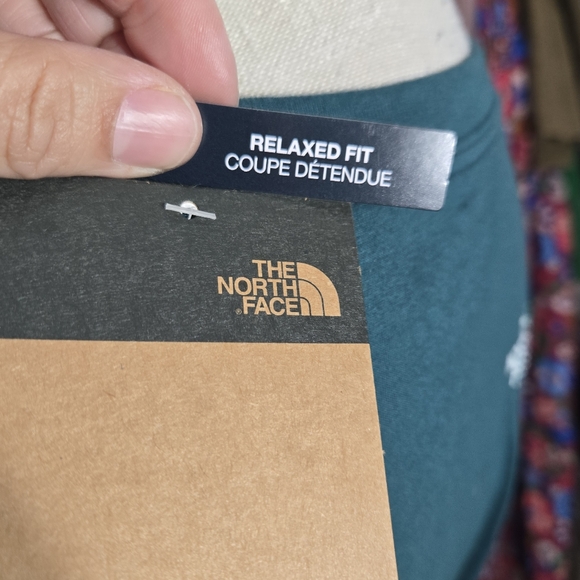 RELAXED FIT
COUPE DÉTENDUE
THE
NORTH
FACE